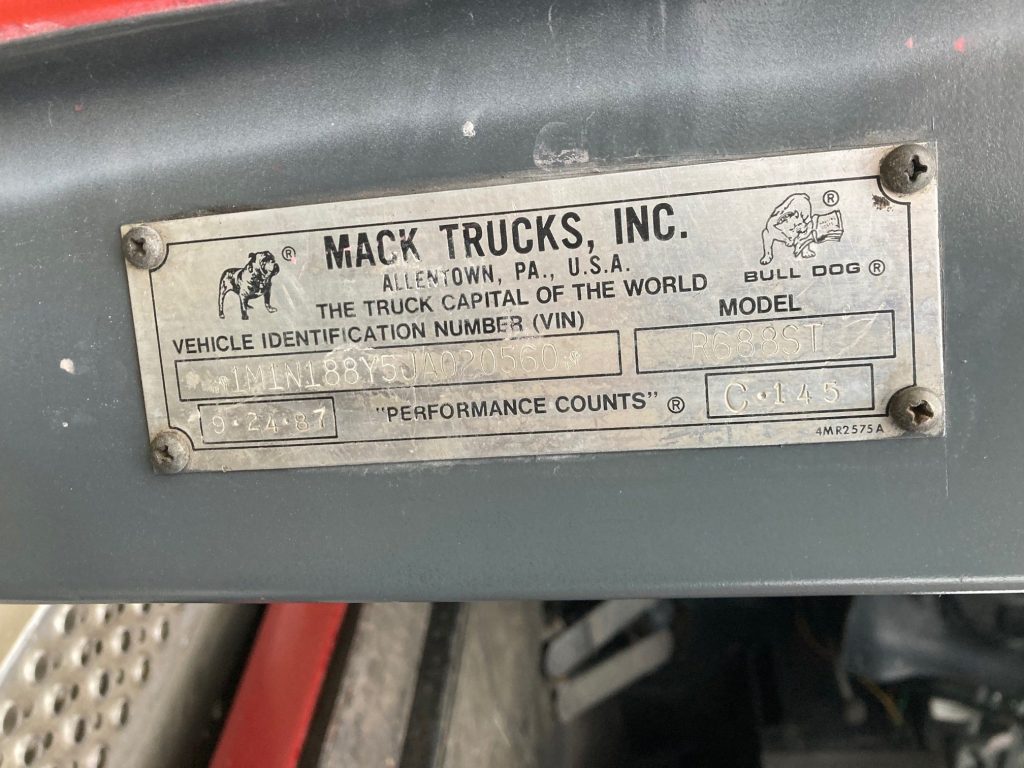 MACK TRUCKS, INC.
ALLENTOWN, PA., U.S.A.
THE TRUCK CAPITAL OF THE WORLD
BULL DOG ®
VEHICLE IDENTIFICATION NUMBER (VIN)
MODEL
*1M1N188Y5JA020560*
R688ST
9·24·87
"PERFORMANCE COUNTS" ®
C·145
4MR2575A
®
®